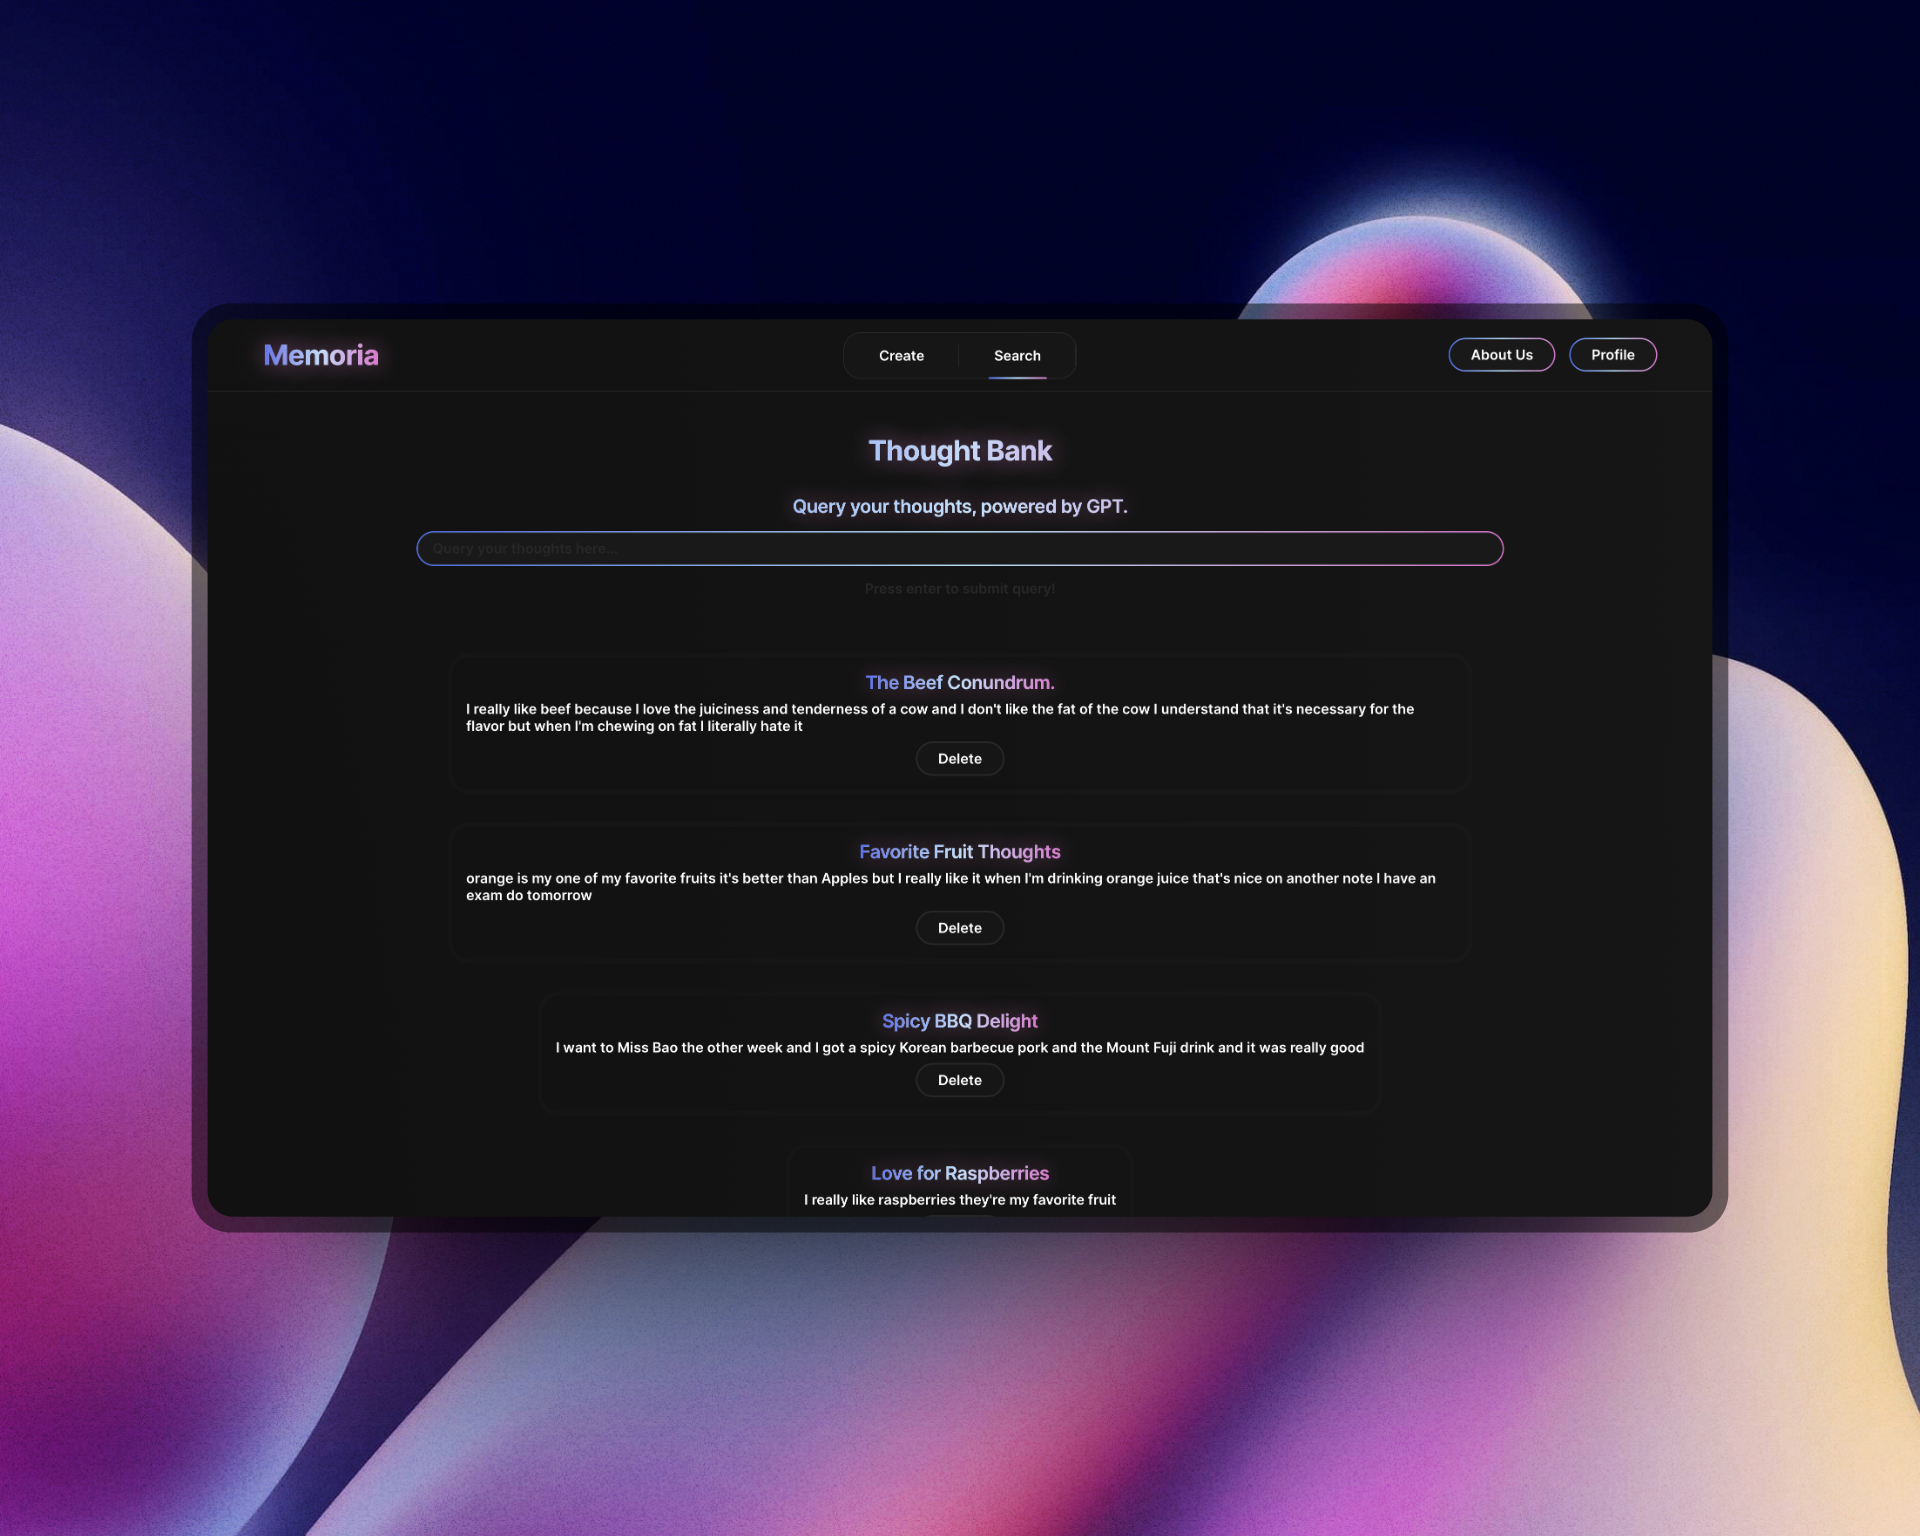 Memoria
Create
Search
About Us
Profile
Thought Bank
Query your thoughts, powered by GPT.
Query your thoughts here...
Press enter to submit query!
The Beef Conundrum.
I really like beef because I love the juiciness and tenderness of a cow and I don't like the fat of the cow I understand that it's necessary for the
flavor but when I'm chewing on fat I literally hate it
Delete
Favorite Fruit Thoughts
orange is my one of my favorite fruits it's better than Apples but I really like it when I'm drinking orange juice that's nice on another note I have an
exam do tomorrow
Delete
Spicy BBQ Delight
I want to Miss Bao the other week and I got a spicy Korean barbecue pork and the Mount Fuji drink and it was really good
Delete
Love for Raspberries
I really like raspberries they're my favorite fruit